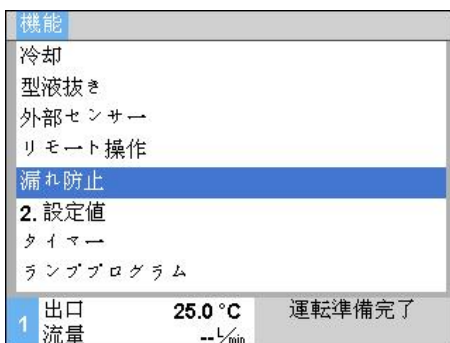 機能
冷却
型液抜き
外部センサー
リモート操作
漏れ防止
2. 設定値
タイマー
ランププログラム
1 出口 25.0 °C 運転準備完了
流量 -- L/min